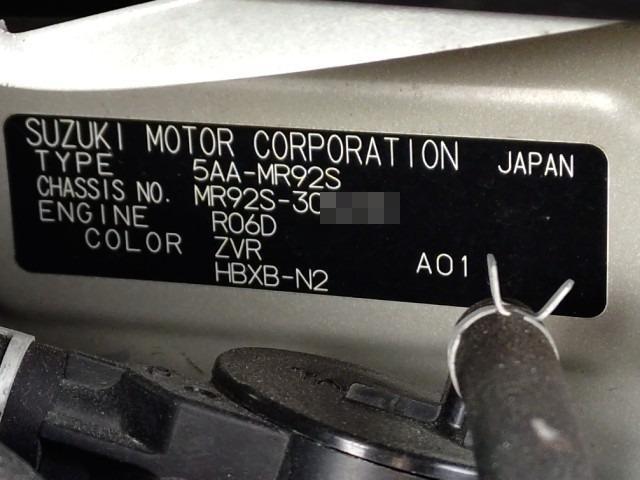 SUZUKI MOTOR CORPORATION JAPAN
TYPE 5AA-MR92S
CHASSIS NO. MR92S-30
ENGINE R06D
COLOR ZVR
HBXB-N2 A01